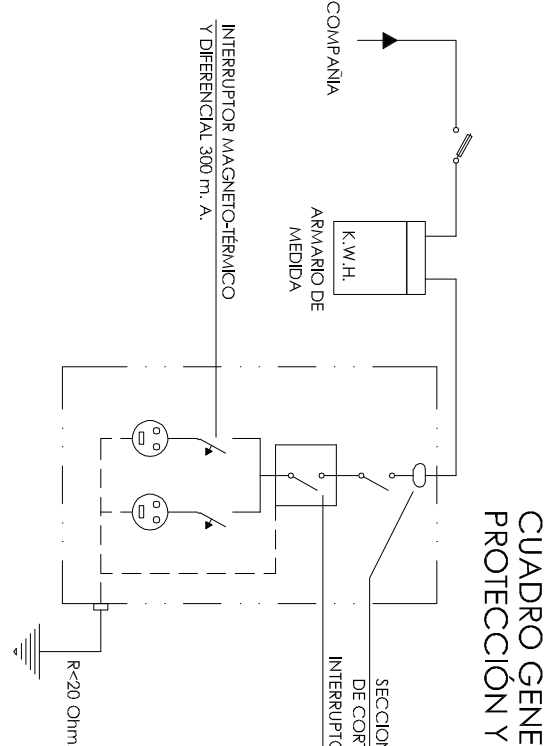 CUADRO GENE
PROTECCIÓN Y
COMPAÑIA
K.W.H.
ARMARIO DE
MEDIDA
INTERRUPTOR MAGNETO-TÉRMICO
Y DIFERENCIAL 300 m. A.
SECCION
DE COR
INTERRUPTO
R<20 Ohm